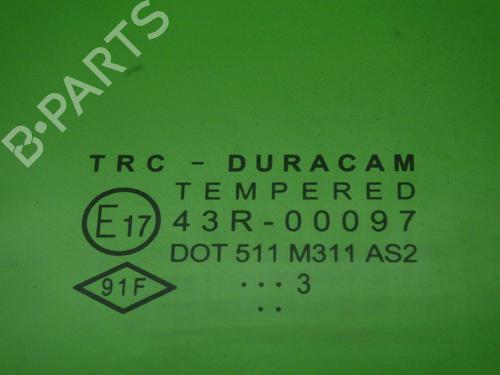 B·PARTS
TRC - DURACAM
TEMPERED
E17 43R-00097
DOT 511 M311 AS2
91F ··· 3
··